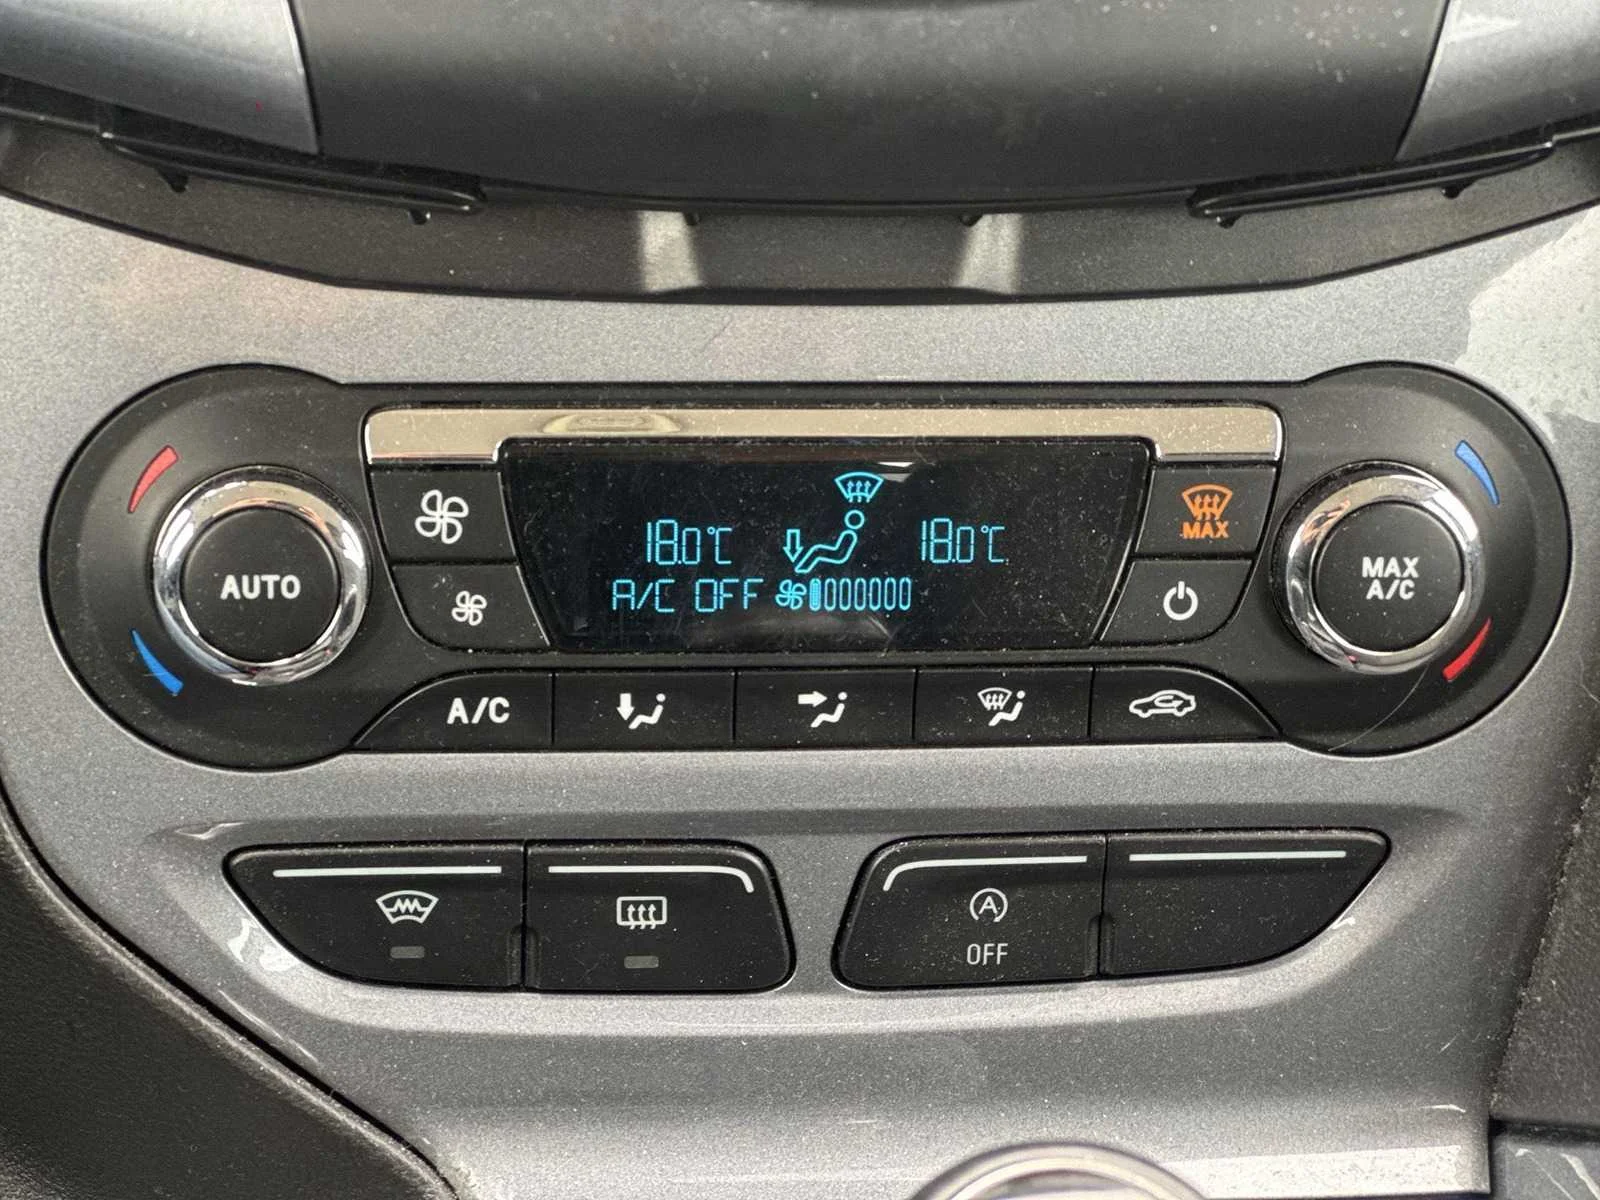 18.0°C 18.0°C
A/C OFF
MAX
AUTO
MAX
A/C
A/C
A
OFF